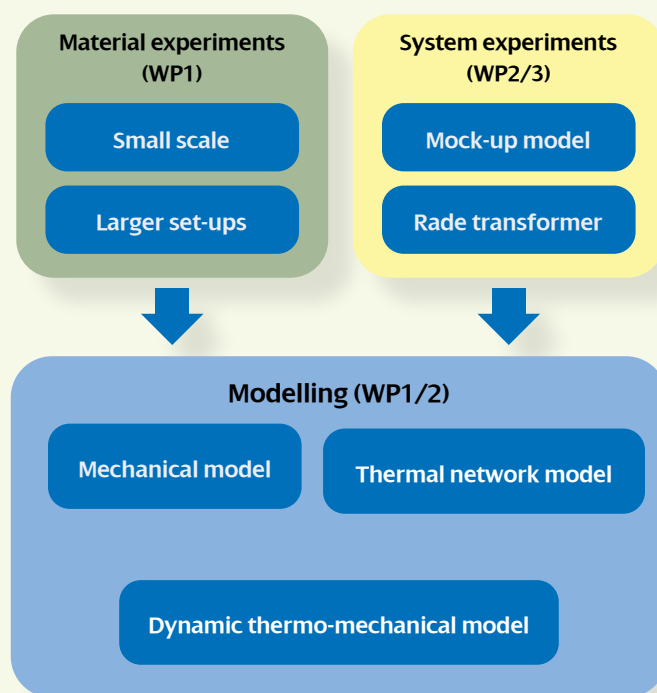 Material experiments
(WP1)
Small scale
Larger set-ups
System experiments
(WP2/3)
Mock-up model
Rade transformer
Modelling (WP1/2)
Mechanical model
Thermal network model
Dynamic thermo-mechanical model